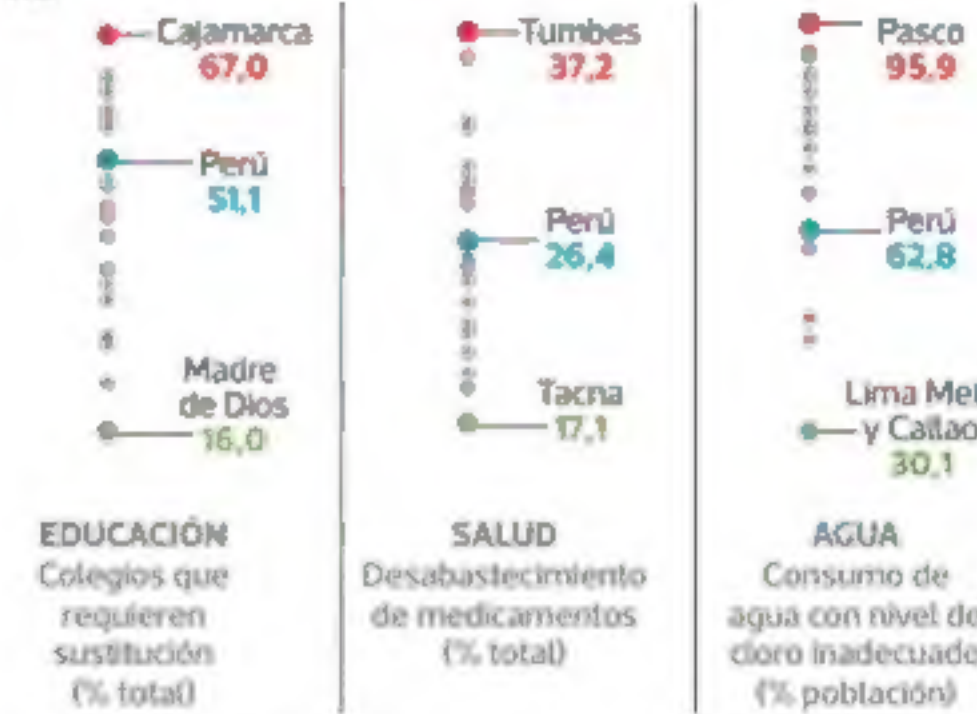 Cajamarca
67,0
Perú
51,1
Madre
de Dios
16,0
EDUCACIÓN
Colegios que
requieren
sustitución
(% total)
Tumbes
37,2
Perú
26,4
Tacna
17,1
SALUD
Desabastecimiento
de medicamentos
(% total)
Pasco
95,9
Perú
62,8
Lima Met
y Callao
30,1
AGUA
Consumo de
agua con nivel de
cloro inadecuado
(% población)